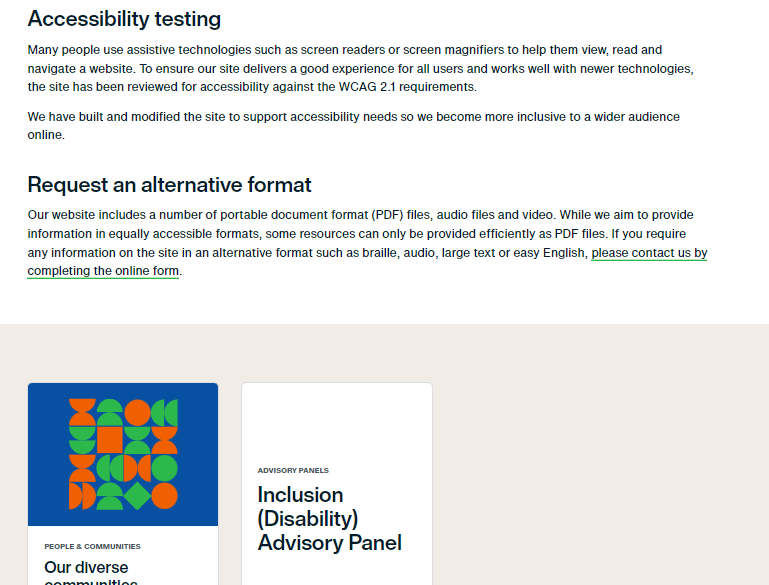 Accessibility testing
Many people use assistive technologies such as screen readers or screen magnifiers to help them view, read and
navigate a website. To ensure our site delivers a good experience for all users and works well with newer technologies,
the site has been reviewed for accessibility against the WCAG 2.1 requirements.
We have built and modified the site to support accessibility needs so we become more inclusive to a wider audience
online.
Request an alternative format
Our website includes a number of portable document format (PDF) files, audio files and video. While we aim to provide
information in equally accessible formats, some resources can only be provided efficiently as PDF files. If you require
any information on the site in an alternative format such as braille, audio, large text or easy English, please contact us by
completing the online form.
PEOPLE & COMMUNITIES
Our diverse
communities
ADVISORY PANELS
Inclusion
(Disability)
Advisory Panel